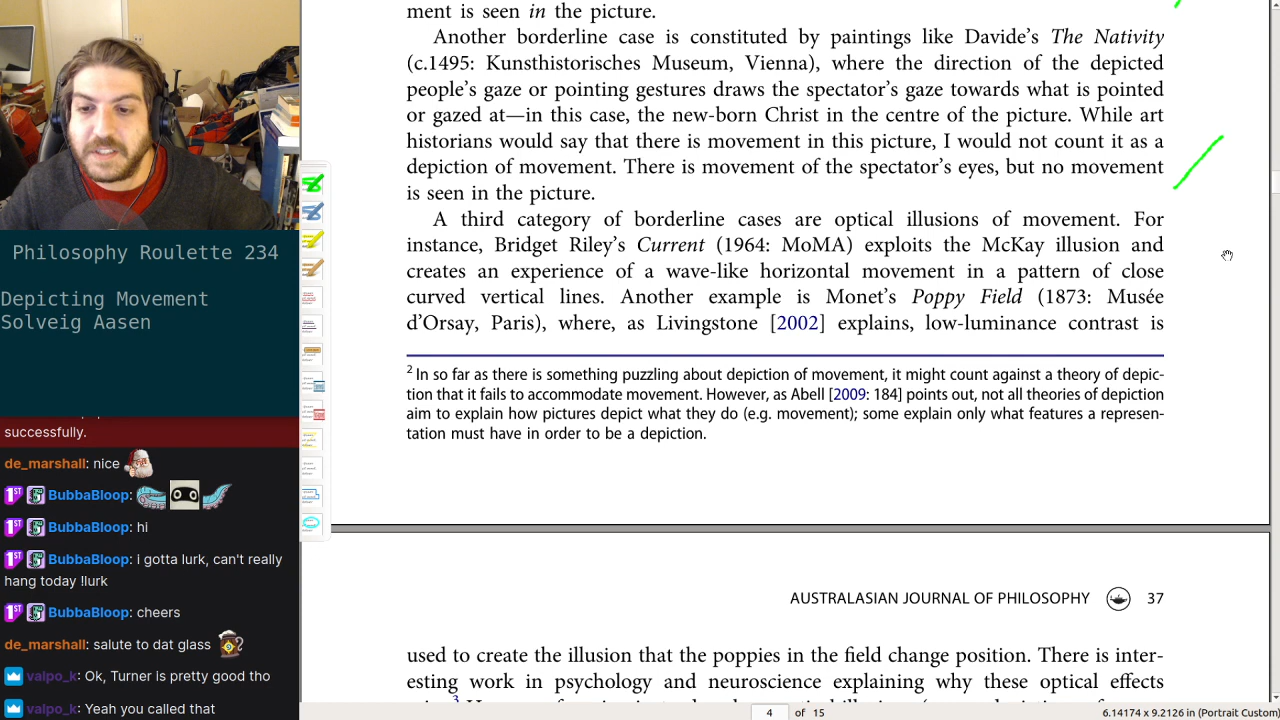 ment is seen in the picture.
Another borderline case is constituted by paintings like Davide's The Nativity
(c.1495: Kunsthistorisches Museum, Vienna), where the direction of the depicted
people's gaze or pointing gestures draws the spectator's gaze towards what is pointed
or gazed at—in this case, the new-born Christ in the centre of the picture. While art
historians would say that there is movement in this picture, I would not count it as a
depiction of movement. There is movement of the spectator's eyes, but no movement
is seen in the picture.
A third category of borderline cases are optical illusions of movement. For
instance, Bridget Riley's Current (1964: MoMA) exploits the McKay illusion and
creates an experience of a wave-like horizontal movement in a pattern of close
curved vertical lines. Another example is Monet's Poppy Field (1873: Musée
d'Orsay, Paris), where, as Livingstone [2002] explains, low-luminance contrast is
2 In so far as there is something puzzling about depiction of movement, it might count against a theory of depic-
tion that it fails to accommodate movement. However, as Abell [2009: 184] points out, not all theories of depiction
aim to explain how pictures depict what they do (e.g. movement); some explain only what features a represen-
tation must have in order to be a depiction.
AUSTRALASIAN JOURNAL OF PHILOSOPHY 37
used to create the illusion that the poppies in the field change position. There is inter-
esting work in psychology and neuroscience explaining why these optical effects
4 of 15
6.14174 x 9.2126 in (Portrait Custom)
Philosophy Roulette 234
Depicting Movement
Solveig Aasen
successfully.
de_marshall: nice
BubbaBloop:
BubbaBloop: hi
BubbaBloop: i gotta lurk, can't really
hang today !lurk
BubbaBloop: cheers
de_marshall: salute to dat glass
valpo_k: Ok, Turner is pretty good tho
valpo_k: Yeah you called that